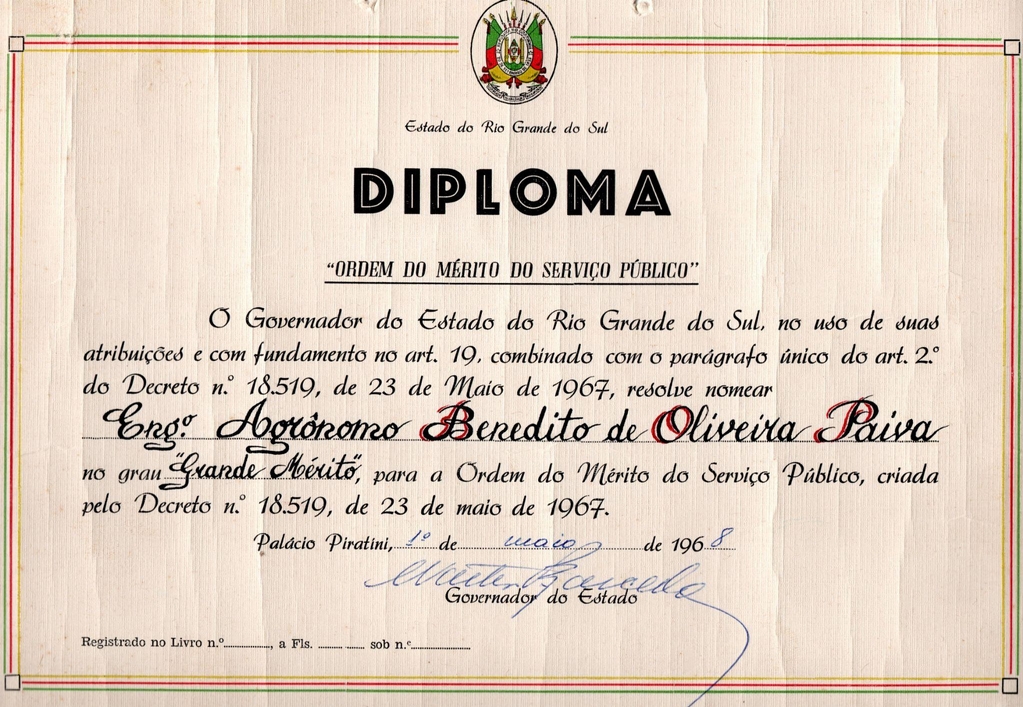 Estado do Rio Grande do Sul
DIPLOMA
“ORDEM DO MÉRITO DO SERVIÇO PÚBLICO”
O Governador do Estado do Rio Grande do Sul, no uso de suas
atribuições e com fundamento no art. 19, combinado com o parágrafo único do art. 2.º
do Decreto n.º 18.519, de 23 de Maio de 1967, resolve nomear
Engº Agrônomo Benedito de Oliveira Paiva
no grau "Grande Mérito", para a Ordem do Mérito do Serviço Público, criada
pelo Decreto n.º 18.519, de 23 de maio de 1967.
Palácio Piratini, 1º de maio de 1968
Governador do Estado
Registrado no Livro n.º, a Fls. sob n.º